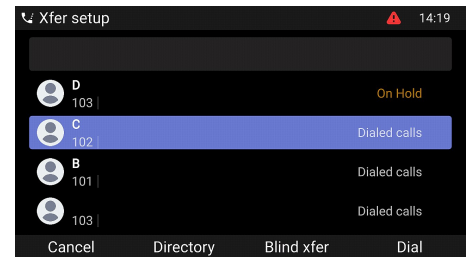 Xfer setup 14:19
D
103
On Hold
C
102
Dialed calls
B
101
Dialed calls
103
Dialed calls
Cancel Directory Blind xfer Dial